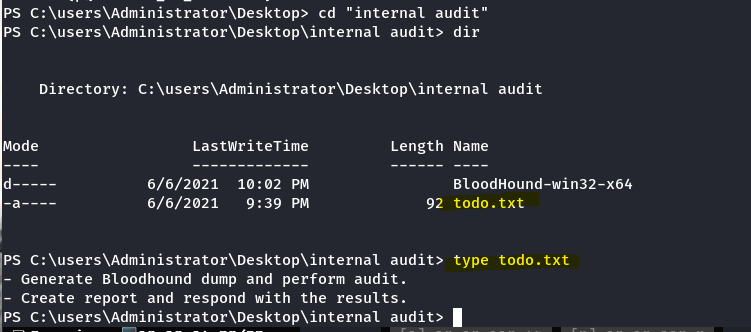 PS C:\users\Administrator\Desktop> cd "internal audit"
PS C:\users\Administrator\Desktop\internal audit> dir
Directory: C:\users\Administrator\Desktop\internal audit
Mode LastWriteTime Length Name
---- ------------- ------ ----
d----- 6/6/2021 10:02 PM BloodHound-win32-x64
-a---- 6/6/2021 9:39 PM 92 todo.txt
PS C:\users\Administrator\Desktop\internal audit> type todo.txt
- Generate Bloodhound dump and perform audit.
- Create report and respond with the results.
PS C:\users\Administrator\Desktop\internal audit>